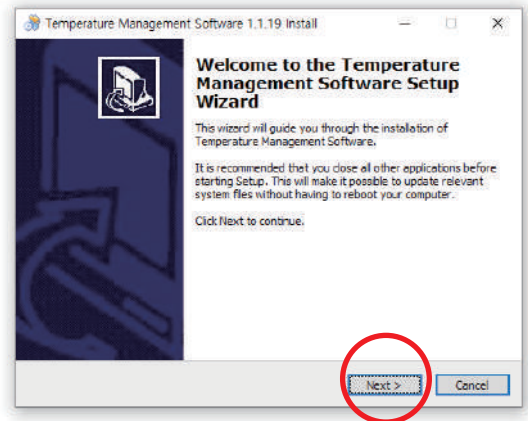 Temperature Management Software 1.1.19 Install
Welcome to the Temperature
Management Software Setup
Wizard
This wizard will guide you through the installation of
Temperature Management Software.
It is recommended that you close all other applications before
starting Setup. This will make it possible to update relevant
system files without having to reboot your computer.
Click Next to continue.
Next >
Cancel